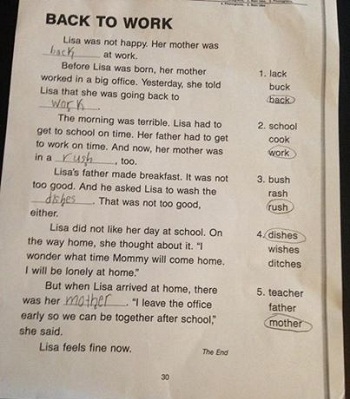 BACK TO WORK
Lisa was not happy. Her mother was
back at work.
Before Lisa was born, her mother
worked in a big office. Yesterday, she told
Lisa that she was going back to
work.
The morning was terrible. Lisa had to
get to school on time. Her father had to get
to work on time. And now, her mother was
in a rush, too.
Lisa's father made breakfast. It was not
too good. And he asked Lisa to wash the
dishes. That was not too good,
either.
Lisa did not like her day at school. On
the way home, she thought about it. "I
wonder what time Mommy will come home.
I will be lonely at home."
But when Lisa arrived at home, there
was her mother. "I leave the office
early so we can be together after school,"
she said.
Lisa feels fine now.
The End
1. lack
buck
back
2. school
cook
work
3. bush
rash
rush
4. dishes
wishes
ditches
5. teacher
father
mother
30